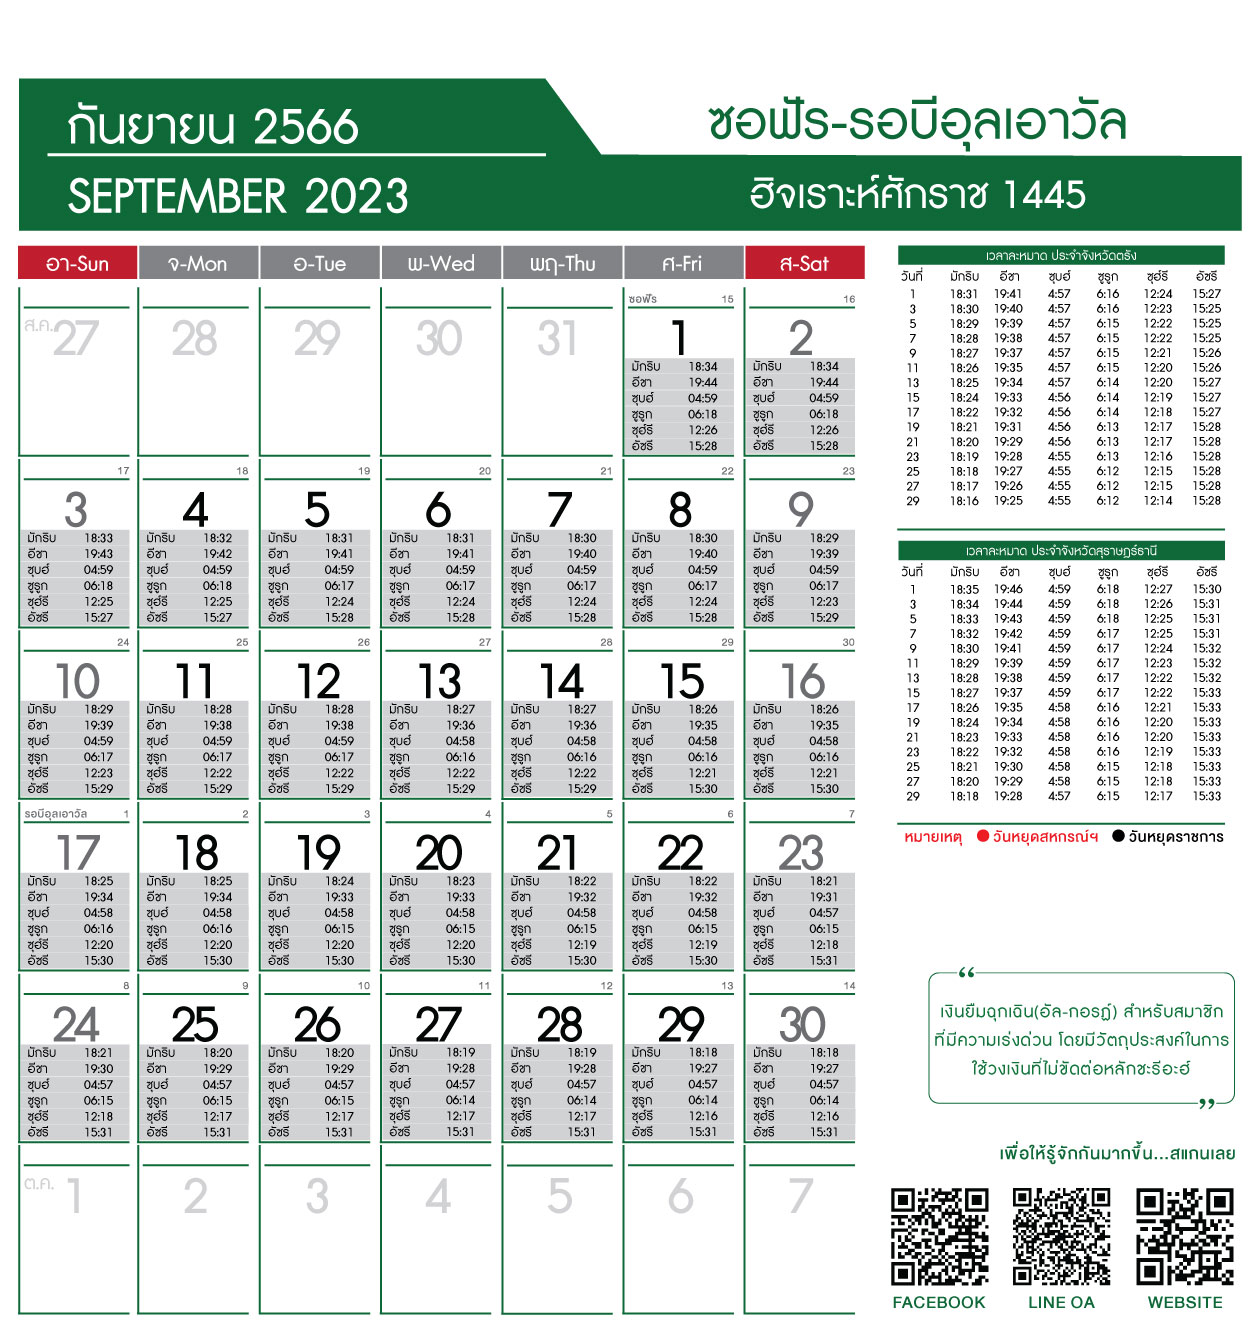 กันยายน 2566
SEPTEMBER 2023
ซอฟัร-รอบีอุลเอาวัล
ฮิจเราะห์ศักราช 1445
อา-Sun จ-Mon อ-Tue พ-Wed พฤ-Thu ศ-Fri ส-Sat
ซอฟัร 15 16
ส.ค. 27 28 29 30 31 1 2
มักริบ 18:34 มักริบ 18:34
อีชา 19:44 อีชา 19:44
ซุบฮ์ 04:59 ซุบฮ์ 04:59
ชูรูก 06:18 ชูรูก 06:18
ซุฮ์รี 12:26 ซุฮ์รี 12:26
อัซรี 15:28 อัซรี 15:28
17 18 19 20 21 22 23
3 4 5 6 7 8 9
มักริบ 18:33 มักริบ 18:32 มักริบ 18:31 มักริบ 18:31 มักริบ 18:30 มักริบ 18:30 มักริบ 18:29
อีชา 19:43 อีชา 19:42 อีชา 19:41 อีชา 19:41 อีชา 19:40 อีชา 19:40 อีชา 19:39
ซุบฮ์ 04:59 ซุบฮ์ 04:59 ซุบฮ์ 04:59 ซุบฮ์ 04:59 ซุบฮ์ 04:59 ซุบฮ์ 04:59 ซุบฮ์ 04:59
ชูรูก 06:18 ชูรูก 06:18 ชูรูก 06:17 ชูรูก 06:17 ชูรูก 06:17 ชูรูก 06:17 ชูรูก 06:17
ซุฮ์รี 12:25 ซุฮ์รี 12:25 ซุฮ์รี 12:24 ซุฮ์รี 12:24 ซุฮ์รี 12:24 ซุฮ์รี 12:24 ซุฮ์รี 12:23
อัซรี 15:27 อัซรี 15:27 อัซรี 15:28 อัซรี 15:28 อัซรี 15:28 อัซรี 15:28 อัซรี 15:29
24 25 26 27 28 29 30
10 11 12 13 14 15 16
มักริบ 18:29 มักริบ 18:28 มักริบ 18:28 มักริบ 18:27 มักริบ 18:27 มักริบ 18:26 มักริบ 18:26
อีชา 19:39 อีชา 19:38 อีชา 19:38 อีชา 19:36 อีชา 19:36 อีชา 19:35 อีชา 19:35
ซุบฮ์ 04:59 ซุบฮ์ 04:59 ซุบฮ์ 04:59 ซุบฮ์ 04:58 ซุบฮ์ 04:58 ซุบฮ์ 04:58 ซุบฮ์ 04:58
ชูรูก 06:17 ชูรูก 06:17 ชูรูก 06:17 ชูรูก 06:16 ชูรูก 06:16 ชูรูก 06:16 ชูรูก 06:16
ซุฮ์รี 12:23 ซุฮ์รี 12:22 ซุฮ์รี 12:22 ซุฮ์รี 12:22 ซุฮ์รี 12:22 ซุฮ์รี 12:21 ซุฮ์รี 12:21
อัซรี 15:29 อัซรี 15:29 อัซรี 15:29 อัซรี 15:29 อัซรี 15:29 อัซรี 15:30 อัซรี 15:30
รอบีอุลเอาวัล 1 2 3 4 5 6 7
17 18 19 20 21 22 23
มักริบ 18:25 มักริบ 18:25 มักริบ 18:24 มักริบ 18:23 มักริบ 18:22 มักริบ 18:22 มักริบ 18:21
อีชา 19:34 อีชา 19:34 อีชา 19:33 อีชา 19:33 อีชา 19:32 อีชา 19:32 อีชา 19:31
ซุบฮ์ 04:58 ซุบฮ์ 04:58 ซุบฮ์ 04:58 ซุบฮ์ 04:58 ซุบฮ์ 04:58 ซุบฮ์ 04:58 ซุบฮ์ 04:57
ชูรูก 06:16 ชูรูก 06:16 ชูรูก 06:15 ชูรูก 06:15 ชูรูก 06:15 ชูรูก 06:15 ชูรูก 06:15
ซุฮ์รี 12:20 ซุฮ์รี 12:20 ซุฮ์รี 12:20 ซุฮ์รี 12:20 ซุฮ์รี 12:19 ซุฮ์รี 12:19 ซุฮ์รี 12:18
อัซรี 15:30 อัซรี 15:30 อัซรี 15:30 อัซรี 15:30 อัซรี 15:30 อัซรี 15:30 อัซรี 15:31
8 9 10 11 12 13 14
24 25 26 27 28 29 30
มักริบ 18:21 มักริบ 18:20 มักริบ 18:20 มักริบ 18:19 มักริบ 18:19 มักริบ 18:18 มักริบ 18:18
อีชา 19:30 อีชา 19:29 อีชา 19:29 อีชา 19:28 อีชา 19:28 อีชา 19:27 อีชา 19:27
ซุบฮ์ 04:57 ซุบฮ์ 04:57 ซุบฮ์ 04:57 ซุบฮ์ 04:57 ซุบฮ์ 04:57 ซุบฮ์ 04:57 ซุบฮ์ 04:57
ชูรูก 06:15 ชูรูก 06:15 ชูรูก 06:15 ชูรูก 06:14 ชูรูก 06:14 ชูรูก 06:14 ชูรูก 06:14
ซุฮ์รี 12:18 ซุฮ์รี 12:17 ซุฮ์รี 12:17 ซุฮ์รี 12:17 ซุฮ์รี 12:17 ซุฮ์รี 12:16 ซุฮ์รี 12:16
อัซรี 15:31 อัซรี 15:31 อัซรี 15:31 อัซรี 15:31 อัซรี 15:31 อัซรี 15:31 อัซรี 15:31
ต.ค. 1 2 3 4 5 6 7
เวลาละหมาด ประจำจังหวัดตรัง
วันที่ มักริบ อีชา ซุบฮ์ ชูรูก ซุฮ์รี อัซรี
1 18:31 19:41 4:57 6:16 12:24 15:27
3 18:30 19:40 4:57 6:16 12:23 15:25
5 18:29 19:39 4:57 6:15 12:22 15:25
7 18:28 19:38 4:57 6:15 12:22 15:25
9 18:27 19:37 4:57 6:15 12:21 15:26
11 18:26 19:35 4:57 6:15 12:20 15:26
13 18:25 19:34 4:57 6:14 12:20 15:27
15 18:24 19:33 4:56 6:14 12:19 15:27
17 18:22 19:32 4:56 6:14 12:18 15:27
19 18:21 19:31 4:56 6:13 12:17 15:28
21 18:20 19:29 4:56 6:13 12:17 15:28
23 18:19 19:28 4:55 6:13 12:16 15:28
25 18:18 19:27 4:55 6:12 12:15 15:28
27 18:17 19:26 4:55 6:12 12:15 15:28
29 18:16 19:25 4:55 6:12 12:14 15:28
เวลาละหมาด ประจำจังหวัดสุราษฎร์ธานี
วันที่ มักริบ อีชา ซุบฮ์ ชูรูก ซุฮ์รี อัซรี
1 18:35 19:46 4:59 6:18 12:27 15:30
3 18:34 19:44 4:59 6:18 12:26 15:31
5 18:33 19:43 4:59 6:18 12:25 15:31
7 18:32 19:42 4:59 6:17 12:25 15:31
9 18:30 19:41 4:59 6:17 12:24 15:32
11 18:29 19:39 4:59 6:17 12:23 15:32
13 18:28 19:38 4:59 6:17 12:22 15:32
15 18:27 19:37 4:59 6:17 12:22 15:33
17 18:26 19:35 4:58 6:16 12:21 15:33
19 18:24 19:34 4:58 6:16 12:20 15:33
21 18:23 19:33 4:58 6:16 12:20 15:33
23 18:22 19:32 4:58 6:16 12:19 15:33
25 18:21 19:30 4:58 6:15 12:18 15:33
27 18:20 19:29 4:58 6:15 12:18 15:33
29 18:18 19:28 4:57 6:15 12:17 15:33
หมายเหตุ ● วันหยุดสหกรณ์ฯ ● วันหยุดราชการ
“
เงินยืมฉุกเฉิน(อัล-กอรฎ์) สำหรับสมาชิก
ที่มีความเร่งด่วน โดยมีวัตถุประสงค์ในการ
ใช้วงเงินที่ไม่ขัดต่อหลักชะรีอะฮ์
”
เพื่อให้รู้จักกันมากขึ้น...สแกนเลย
FACEBOOK LINE OA WEBSITE